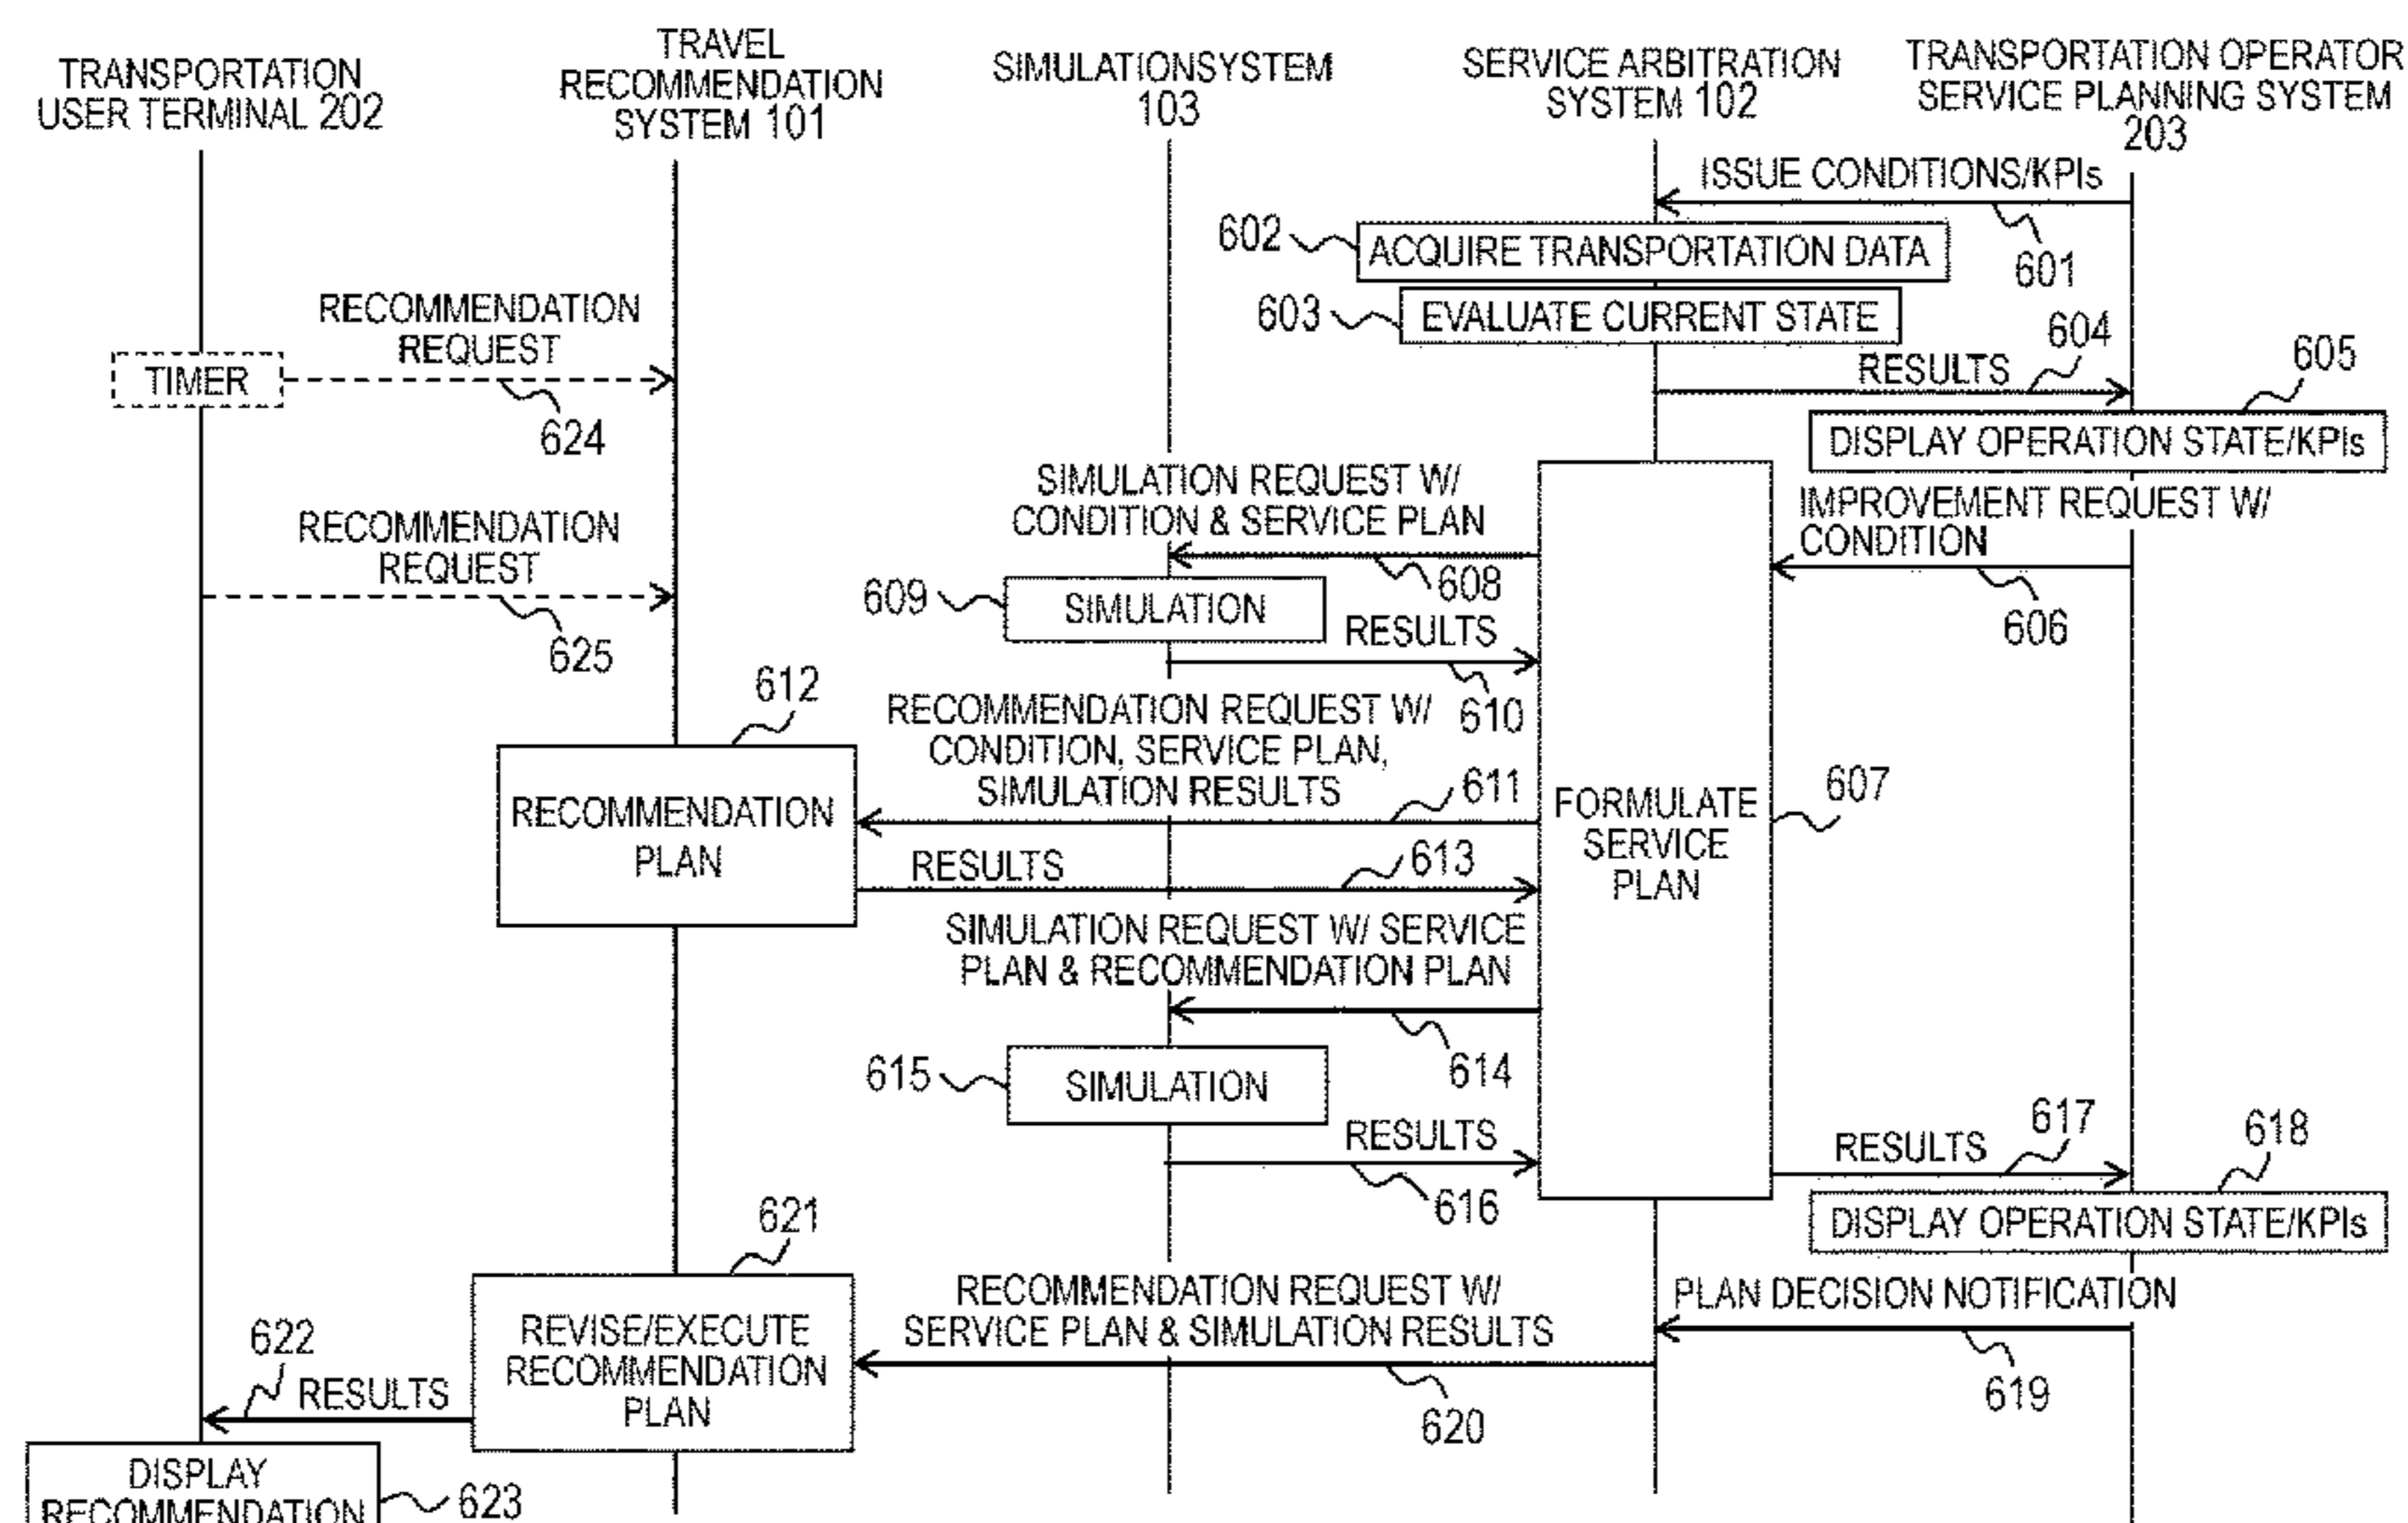 TRANSPORTATION
USER TERMINAL 202
TRAVEL
RECOMMENDATION
SYSTEM 101
SIMULATIONSYSTEM
103
SERVICE ARBITRATION
SYSTEM 102
TRANSPORTATION OPERATOR
SERVICE PLANNING SYSTEM
203
ISSUE CONDITIONS/KPIs
601
602
ACQUIRE TRANSPORTATION DATA
603
EVALUATE CURRENT STATE
604
RESULTS
605
DISPLAY OPERATION STATE/KPIs
RECOMMENDATION
REQUEST
TIMER
624
SIMULATION REQUEST W/
CONDITION & SERVICE PLAN
608
IMPROVEMENT REQUEST W/
CONDITION
606
RECOMMENDATION
REQUEST
625
609
SIMULATION
RESULTS
610
612
RECOMMENDATION
PLAN
RECOMMENDATION REQUEST W/
CONDITION, SERVICE PLAN,
SIMULATION RESULTS
611
FORMULATE
SERVICE
PLAN
607
RESULTS
613
SIMULATION REQUEST W/ SERVICE
PLAN & RECOMMENDATION PLAN
614
615
SIMULATION
RESULTS
616
RESULTS
617
618
DISPLAY OPERATION STATE/KPIs
PLAN DECISION NOTIFICATION
619
RECOMMENDATION REQUEST W/
SERVICE PLAN & SIMULATION RESULTS
620
621
REVISE/EXECUTE
RECOMMENDATION
PLAN
622
RESULTS
DISPLAY
RECOMMENDATION
623